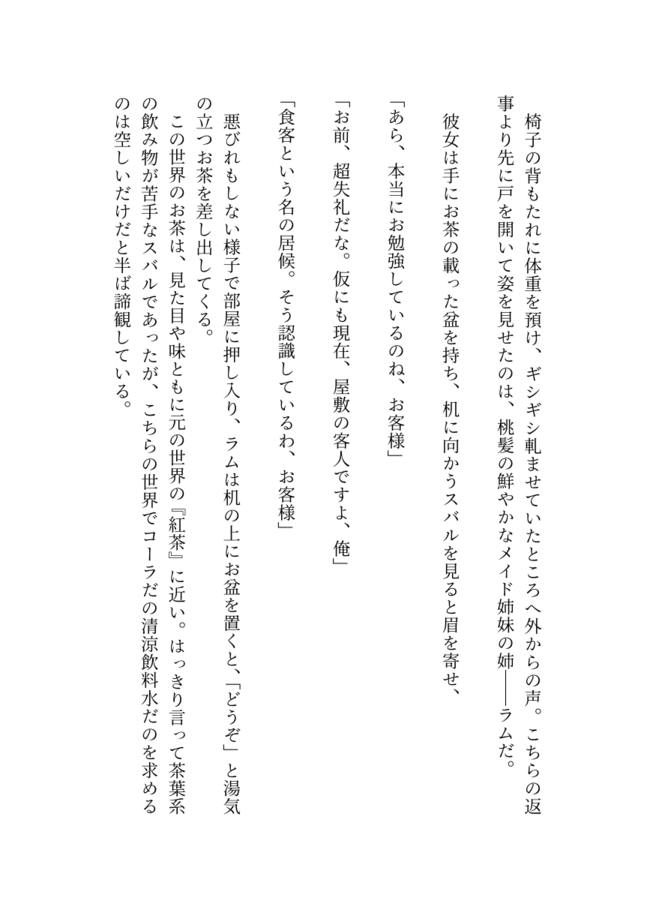 椅子の背もたれに体重を預け、ギシギシ軋ませていたところへ外からの声。こちらの返
事より先に戸を開いて姿を見せたのは、桃髪の鮮やかなメイド姉妹の姉――ラムだ。
　彼女は手にお茶の載った盆を持ち、机に向かうスバルを見ると眉を寄せ、
「あら、本当にお勉強しているのね、お客様」
「お前、超失礼だな。仮にも現在、屋敷の客人ですよ、俺」
「食客という名の居候。そう認識しているわ、お客様」
　悪びれもしない様子で部屋に押し入り、ラムは机の上にお盆を置くと、「どうぞ」と湯気
の立つお茶を差し出してくる。
　この世界のお茶は、見た目や味ともに元の世界の『紅茶』に近い。はっきり言って茶葉系
の飲み物が苦手なスバルであったが、こちらの世界でコーラだの清涼飲料水だのを求める
のは空しいだけだと半ば諦観している。